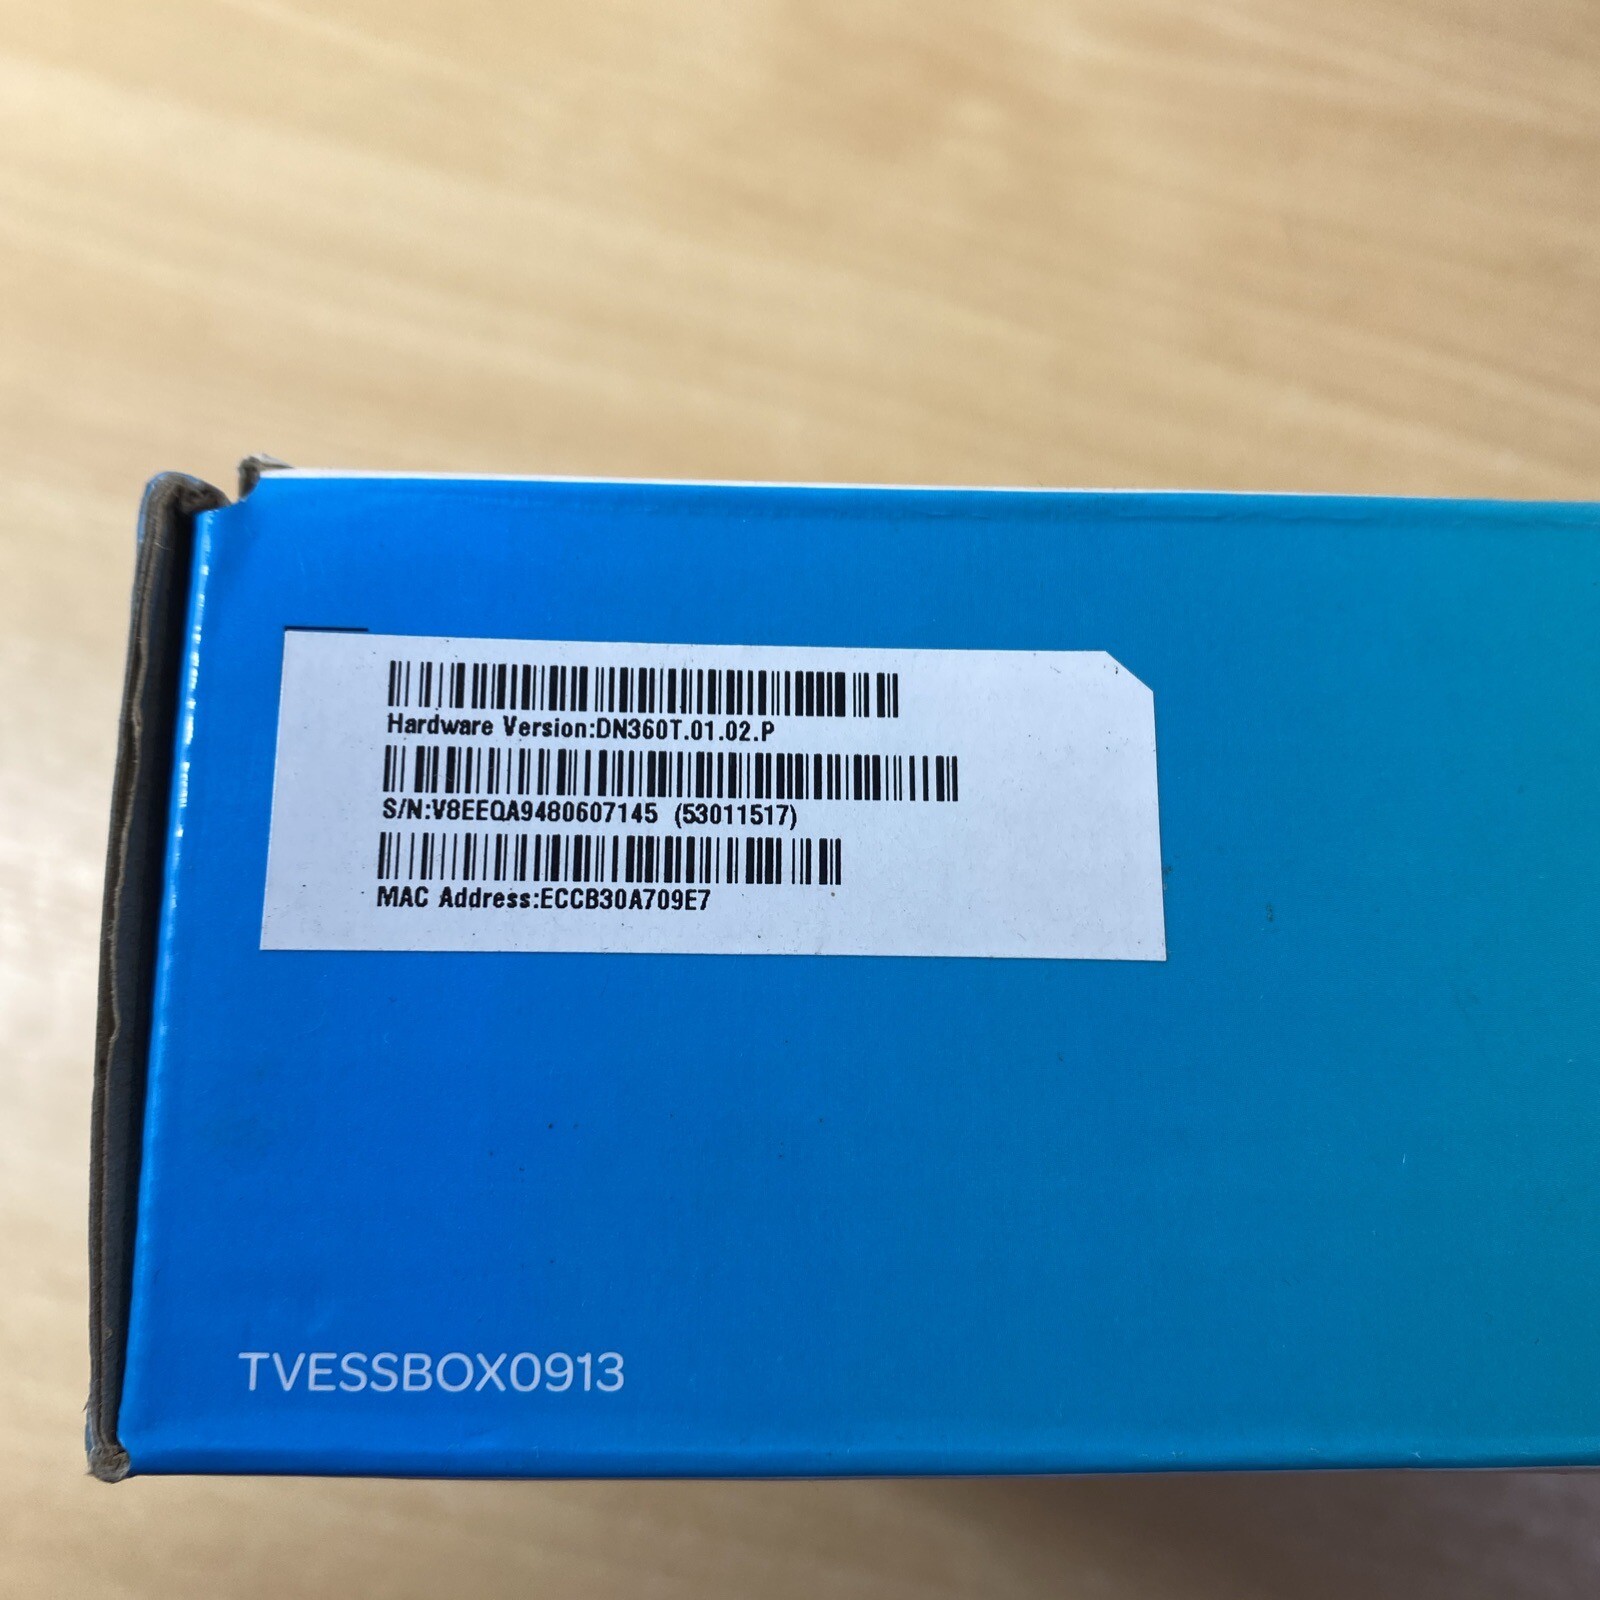 Hardware Version:DN360T.01.02.P
S/N:V8EEQA9480607145 (53011517)
MAC Address:ECCB30A709E7
TVESSBOX0913